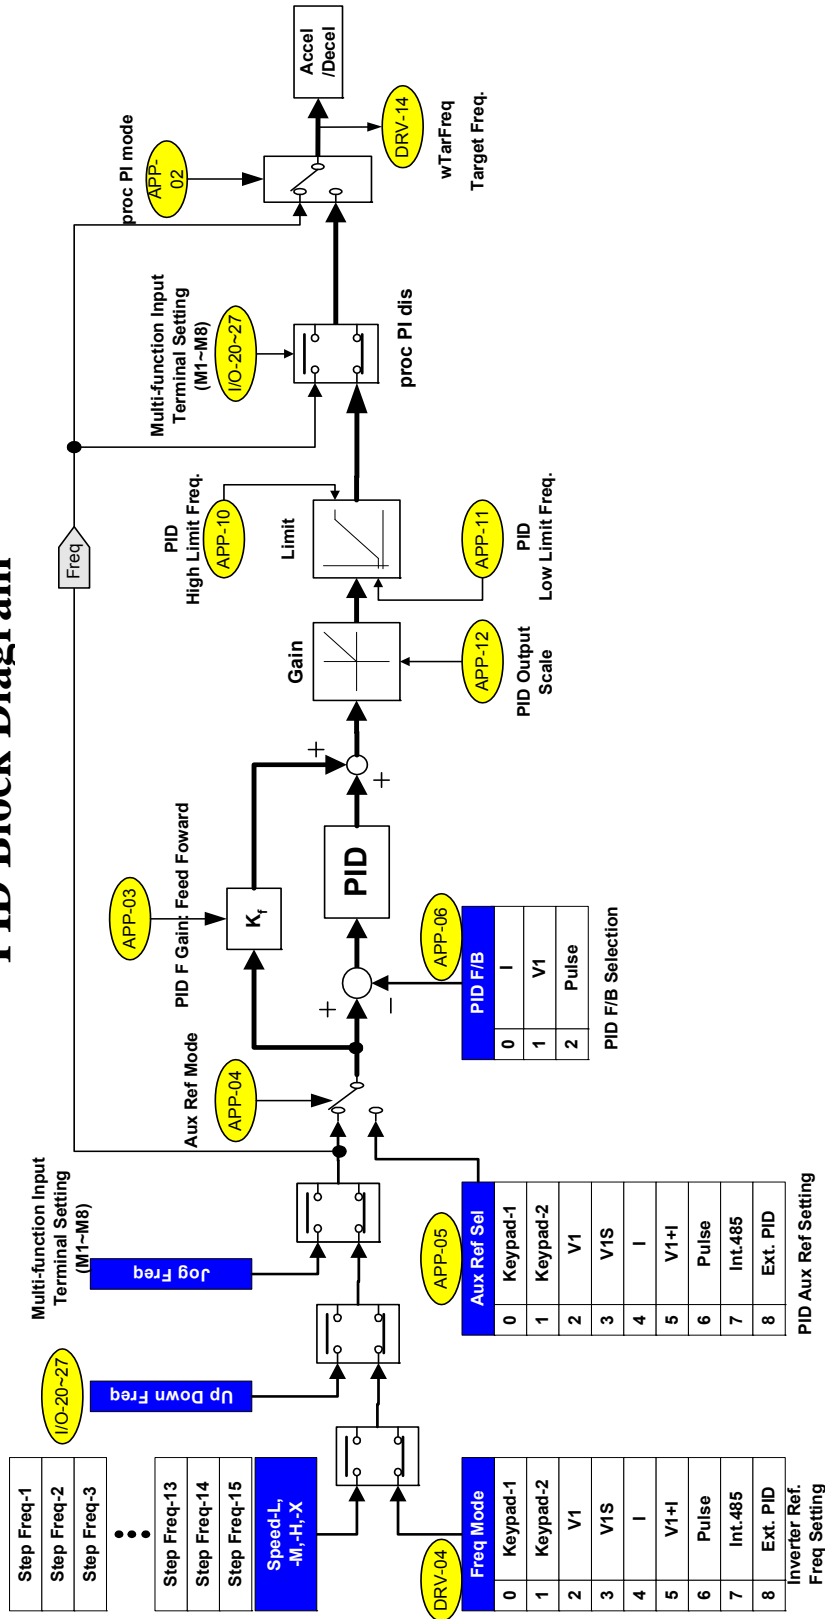 PID Block Diagram
Step Freq-1
Step Freq-2
Step Freq-3
Step Freq-13
Step Freq-14
Step Freq-15
Speed-L,
-M,-H,-X
DRV-04
Freq Mode
0 Keypad-1
1 Keypad-2
2 V1
3 V1S
4 I
5 V1+I
6 Pulse
7 Int.485
8 Ext. PID
Inverter Ref.
Freq Setting
I/O-20~27
Up Down Freq
Multi-function Input
Terminal Setting
(M1~M8)
Jog Freq
APP-05
Aux Ref Sel
0 Keypad-1
1 Keypad-2
2 V1
3 V1S
4 I
5 V1+I
6 Pulse
7 Int.485
8 Ext. PID
PID Aux Ref Setting
Aux Ref Mode
APP-04
APP-03
PID F Gain: Feed Foward
Kf
+
−
PID
+
+
APP-06
PID F/B
0 I
1 V1
2 Pulse
PID F/B Selection
Freq
Gain
APP-12
PID Output
Scale
PID
High Limit Freq.
APP-10
Limit
APP-11
PID
Low Limit Freq.
Multi-function Input
Terminal Setting
(M1~M8)
I/O-20~27
proc PI dis
proc PI mode
APP-
02
Accel
/Decel
DRV-14
wTarFreq
Target Freq.